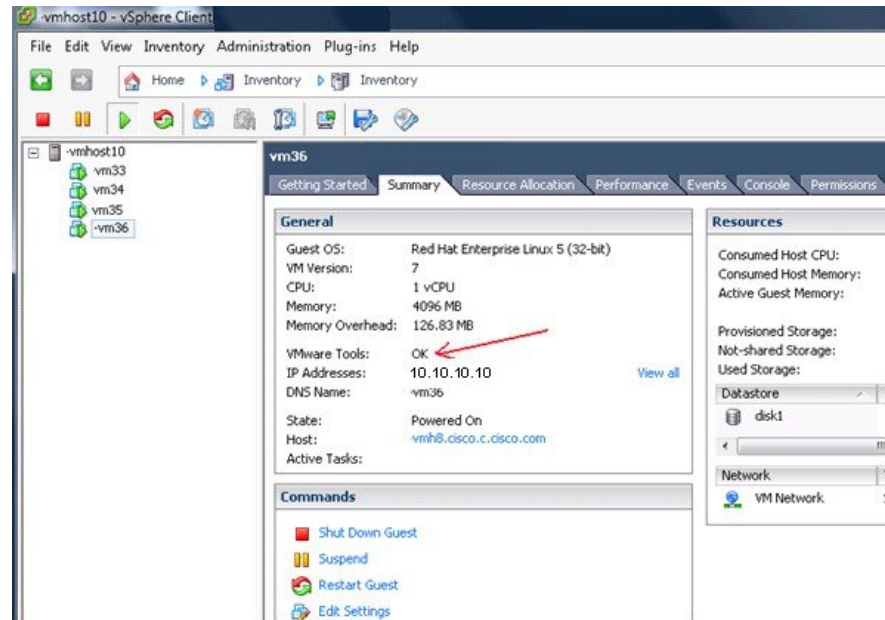 -vmhost10 - vSphere Client
File Edit View Inventory Administration Plug-ins Help
Home Inventory Inventory
-vmhost10
-vm33
-vm34
vm35
-vm36
vm36
Getting Started Summary Resource Allocation Performance Events Console Permissions
General
Guest OS: Red Hat Enterprise Linux 5 (32-bit)
VM Version: 7
CPU: 1 vCPU
Memory: 4096 MB
Memory Overhead: 126.83 MB
VMware Tools: OK
IP Addresses: 10.10.10.10 View all
DNS Name: -vm36
State: Powered On
Host: vmh8.cisco.c.cisco.com
Active Tasks:
Commands
Shut Down Guest
Suspend
Restart Guest
Edit Settings
Resources
Consumed Host CPU:
Consumed Host Memory:
Active Guest Memory:
Provisioned Storage:
Not-shared Storage:
Used Storage:
Datastore
disk1
Network
VM Network